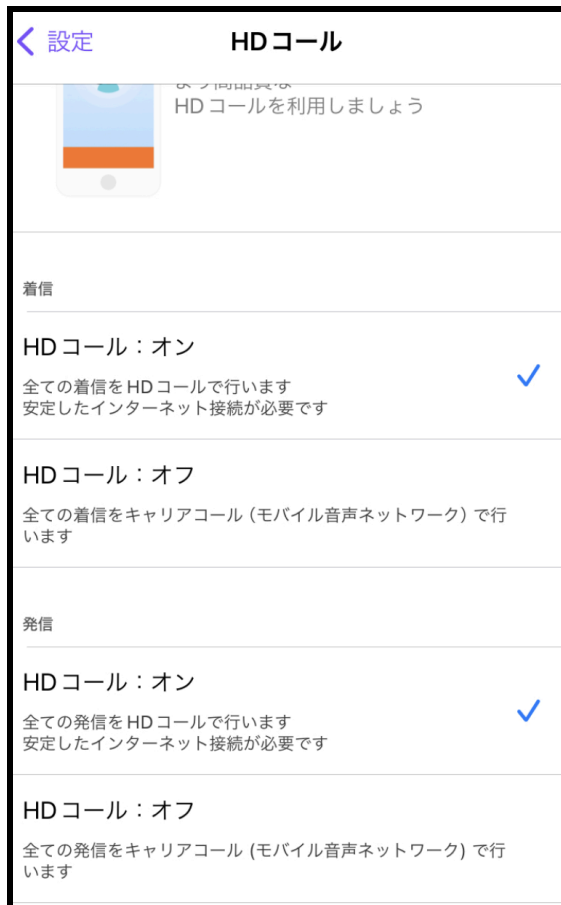 設定
HDコール
HDコールを利用しましょう
着信
HDコール：オン
全ての着信をHDコールで行います
安定したインターネット接続が必要です
HDコール：オフ
全ての着信をキャリアコール（モバイル音声ネットワーク）で行
います
発信
HDコール：オン
全ての発信をHDコールで行います
安定したインターネット接続が必要です
HDコール：オフ
全ての発信をキャリアコール (モバイル音声ネットワーク) で行
います